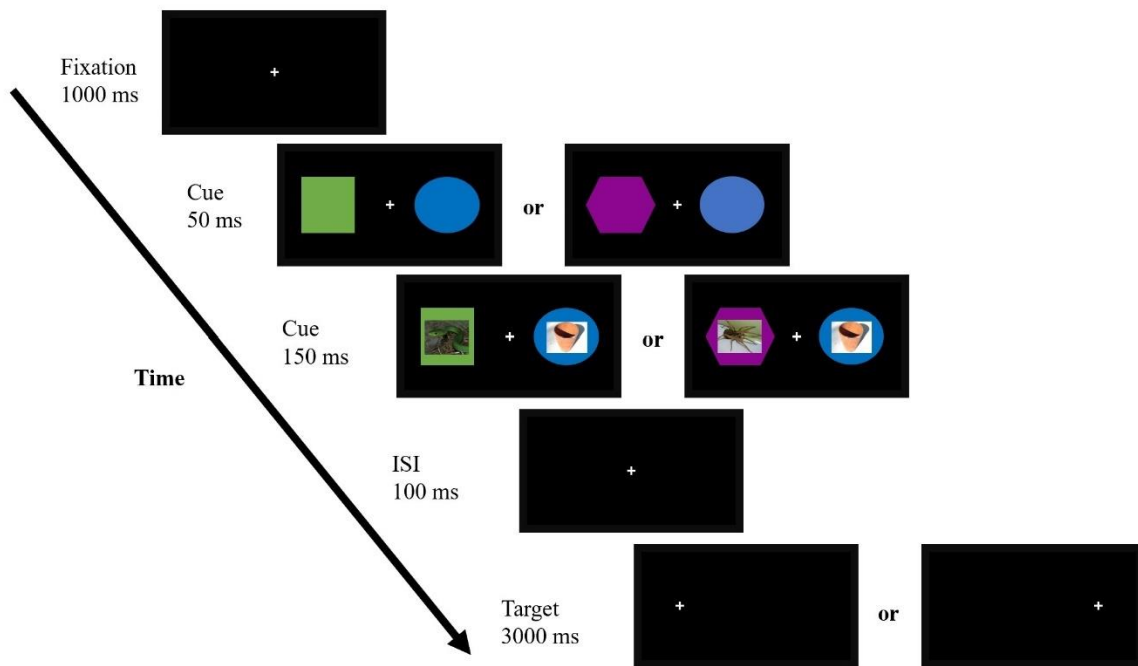 Fixation
1000 ms
Cue
50 ms
or
Cue
150 ms
or
Time
ISI
100 ms
Target
3000 ms
or